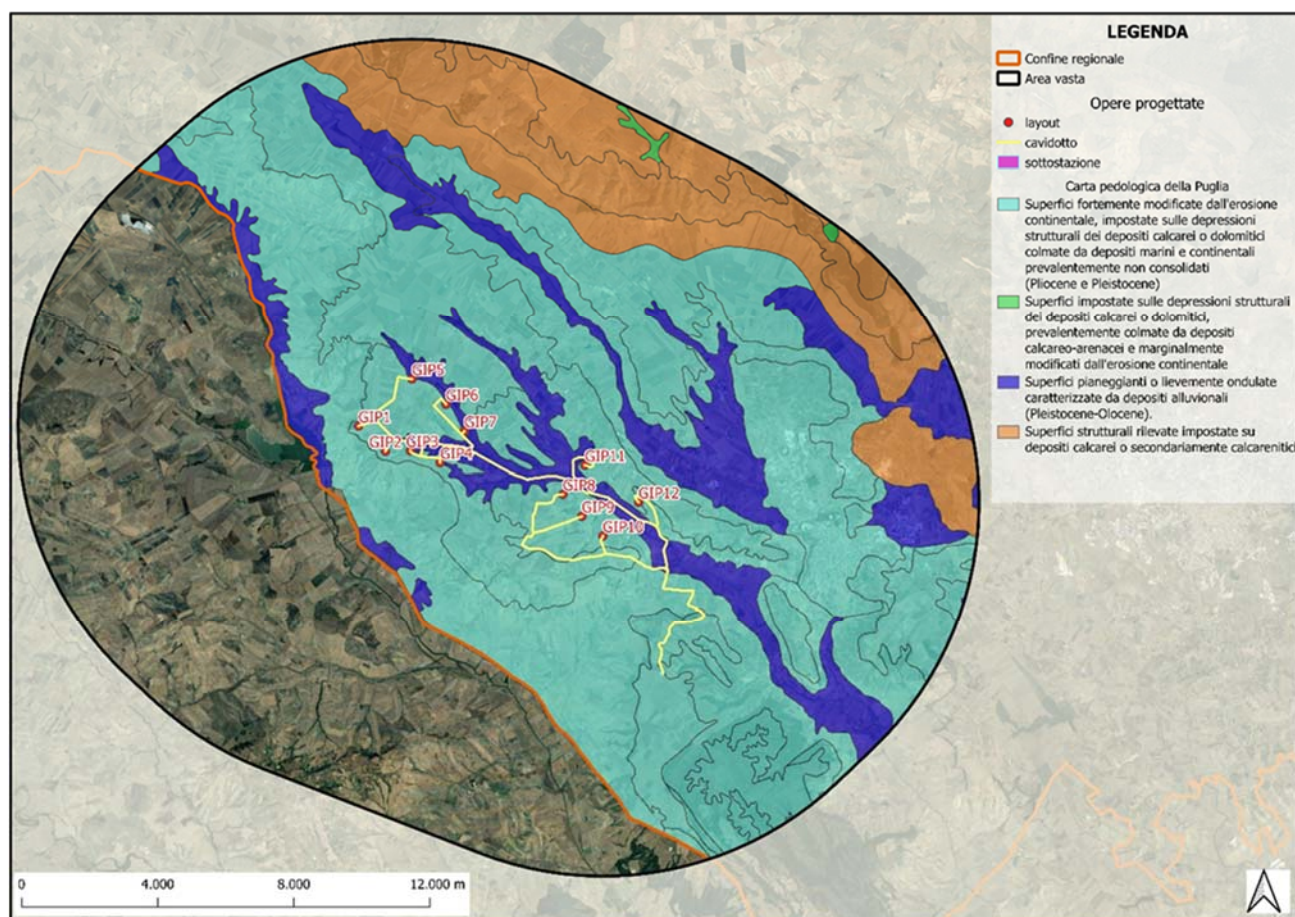 LEGENDA
Confine regionale
Area vasta
Opere progettate
layout
cavidotto
sottostazione
Carta pedologica della Puglia
Superfici fortemente modificate dall'erosione
continentale, impostate sulle depressioni
strutturali dei depositi calcarei o dolomitici
colmate da depositi marini e continentali
prevalentemente non consolidati
(Pliocene e Pleistocene)
Superfici impostate sulle depressioni strutturali
dei depositi calcarei o dolomitici,
prevalentemente colmate da depositi
calcareo-arenacei e marginalmente
modificati dall'erosione continentale
Superfici pianeggianti o lievemente ondulate
caratterizzate da depositi alluvionali
(Pleistocene-Olocene).
Superfici strutturali rilevate impostate su
depositi calcarei o secondariamente calcarenitici
GIP5
GIP6
GIP1
GIP7
GIP2
GIP3
GIP4
GIP11
GIP8
GIP12
GIP9
GIP10
0 4.000 8.000 12.000 m